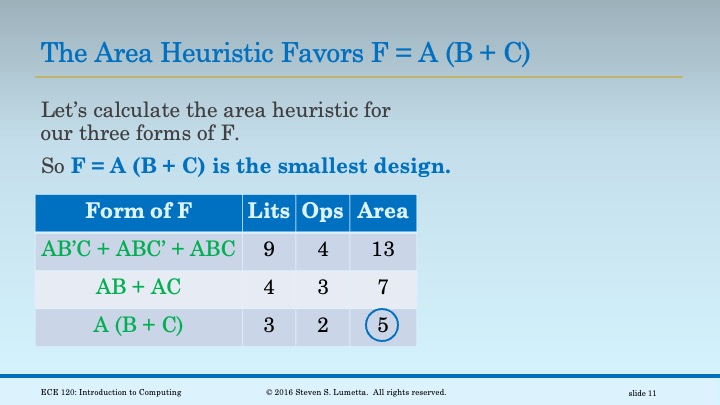 The Area Heuristic Favors F = A (B + C)
Let’s calculate the area heuristic for
our three forms of F.
So F = A (B + C) is the smallest design.
Form of F Lits Ops Area
AB’C + ABC’ + ABC 9 4 13
AB + AC 4 3 7
A (B + C) 3 2 5
ECE 120: Introduction to Computing © 2016 Steven S. Lumetta. All rights reserved. slide 11